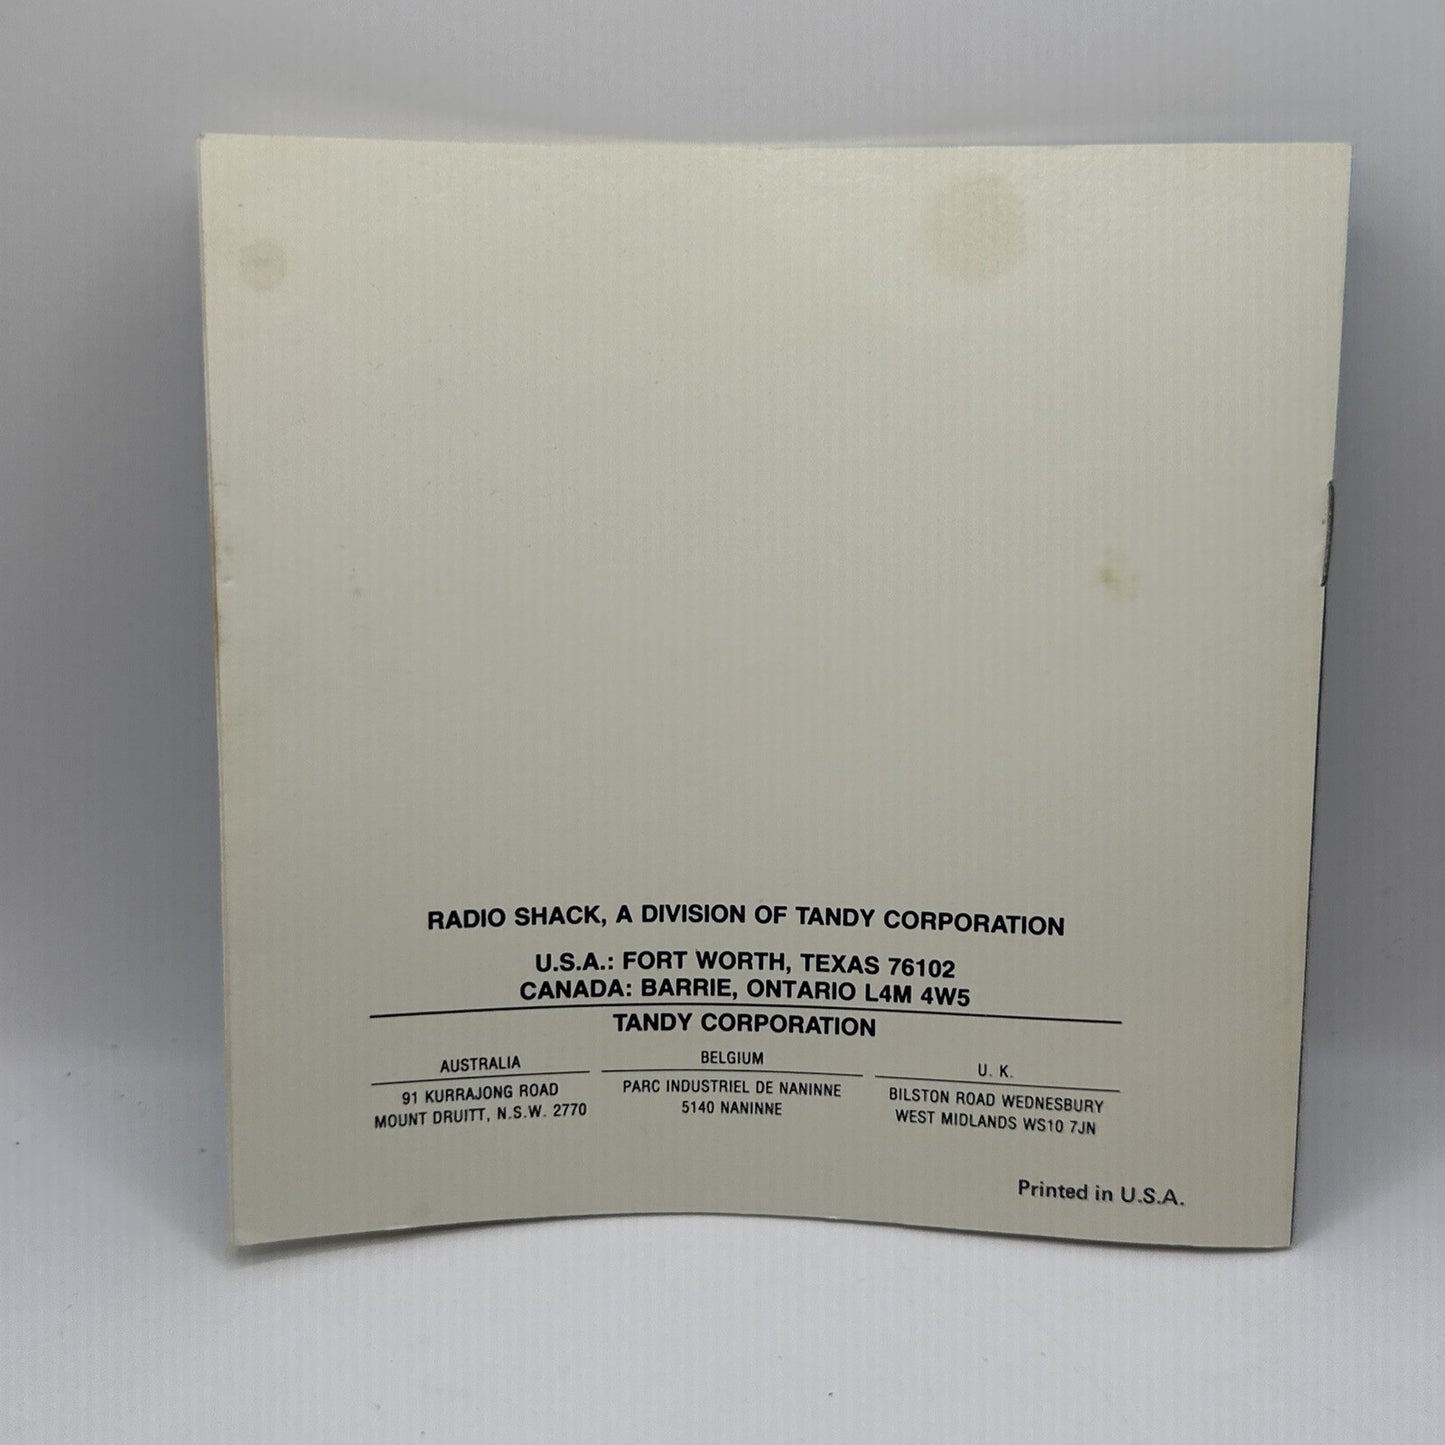 RADIO SHACK, A DIVISION OF TANDY CORPORATION
U.S.A.: FORT WORTH, TEXAS 76102
CANADA: BARRIE, ONTARIO L4M 4W5
TANDY CORPORATION
AUSTRALIA
91 KURRAJONG ROAD
MOUNT DRUITT, N.S.W. 2770
BELGIUM
PARC INDUSTRIEL DE NANINNE
5140 NANINNE
U. K.
BILSTON ROAD WEDNESBURY
WEST MIDLANDS WS10 7JN
Printed in U.S.A.